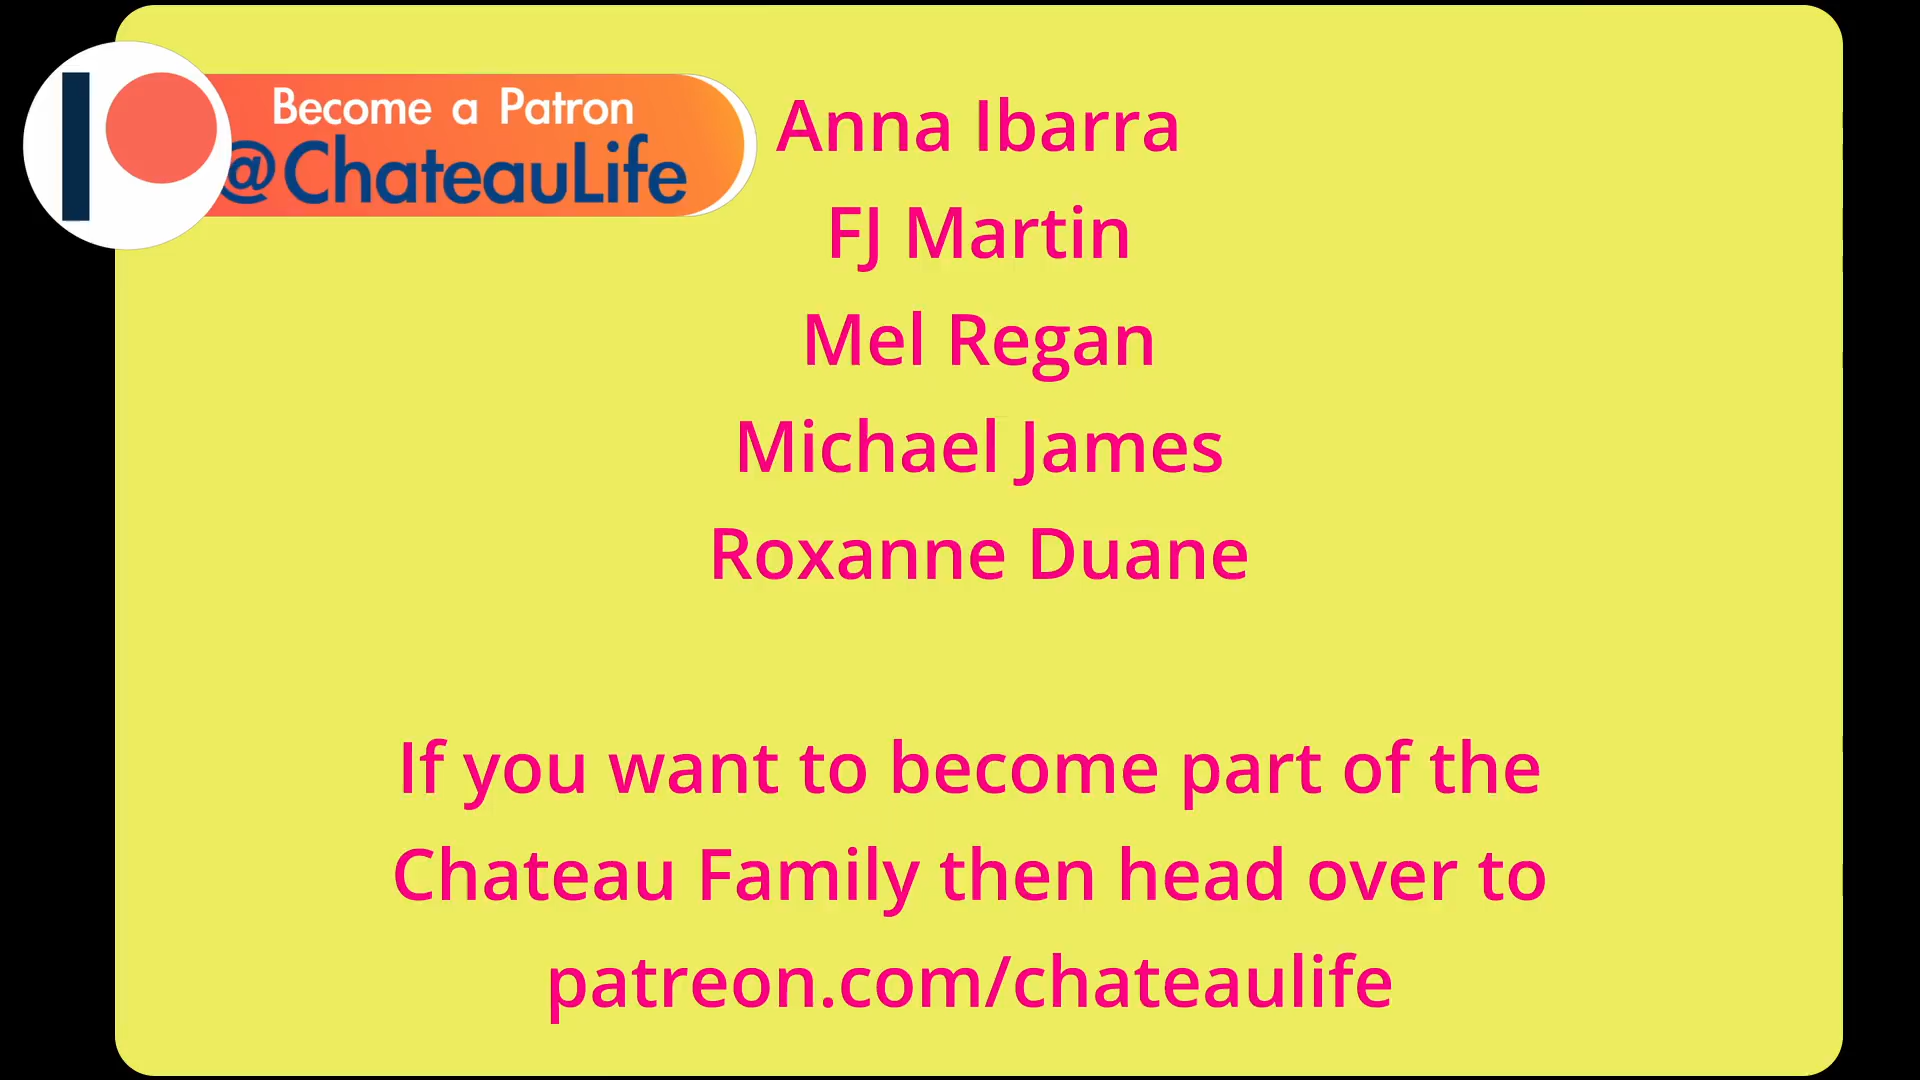 Become a Patron
@ChateauLife
Anna Ibarra
FJ Martin
Mel Regan
Michael James
Roxanne Duane
If you want to become part of the
Chateau Family then head over to
patreon.com/chateaulife